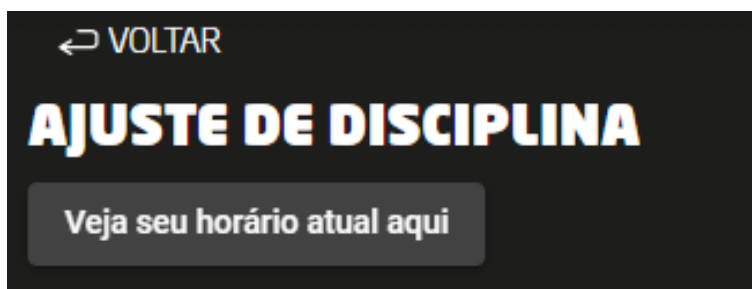 VOLTAR
AJUSTE DE DISCIPLINA
Veja seu horário atual aqui